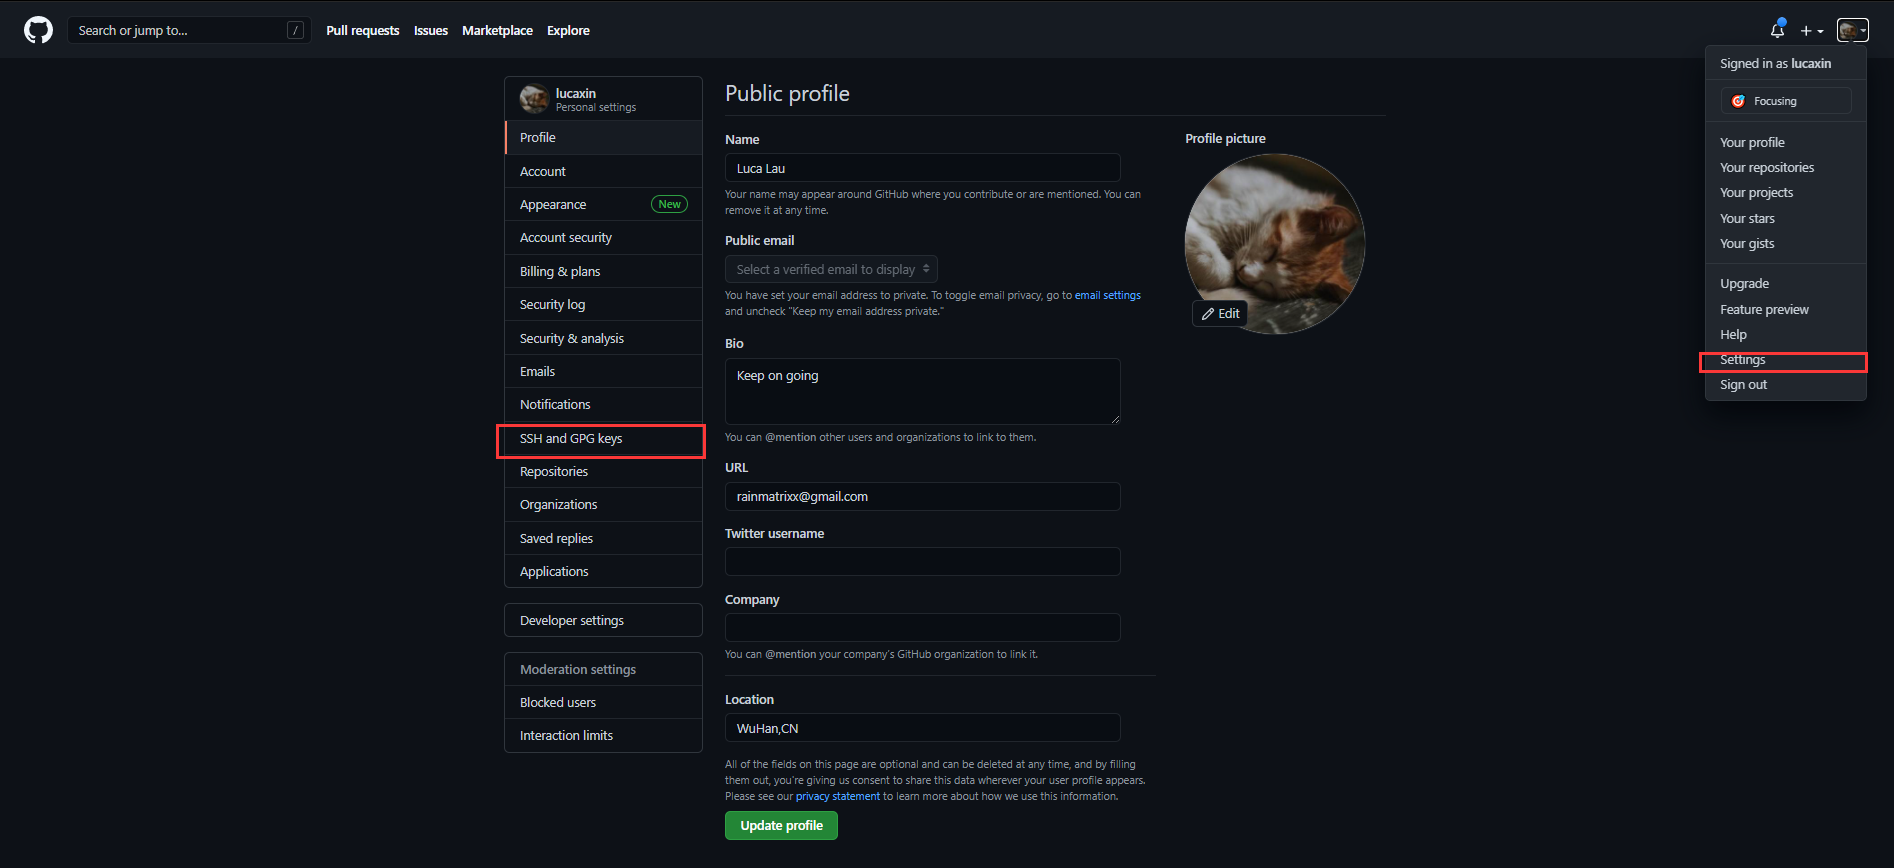 Search or jump to...
/
Pull requests
Issues
Marketplace
Explore
Signed in as lucaxin
Focusing
Your profile
Your repositories
Your projects
Your stars
Your gists
Upgrade
Feature preview
Help
Settings
Sign out
lucaxin
Personal settings
Profile
Account
Appearance
New
Account security
Billing & plans
Security log
Security & analysis
Emails
Notifications
SSH and GPG keys
Repositories
Organizations
Saved replies
Applications
Developer settings
Moderation settings
Blocked users
Interaction limits
Public profile
Name
Luca Lau
Your name may appear around GitHub where you contribute or are mentioned. You can
remove it at any time.
Public email
Select a verified email to display
You have set your email address to private. To toggle email privacy, go to email settings
and uncheck "Keep my email address private."
Bio
Keep on going
You can @mention other users and organizations to link to them.
URL
rainmatrixx@gmail.com
Twitter username
Company
You can @mention your company's GitHub organization to link it.
Location
WuHan,CN
All of the fields on this page are optional and can be deleted at any time, and by filling
them out, you're giving us consent to share this data wherever your user profile appears.
Please see our privacy statement to learn more about how we use this information.
Update profile
Profile picture
Edit